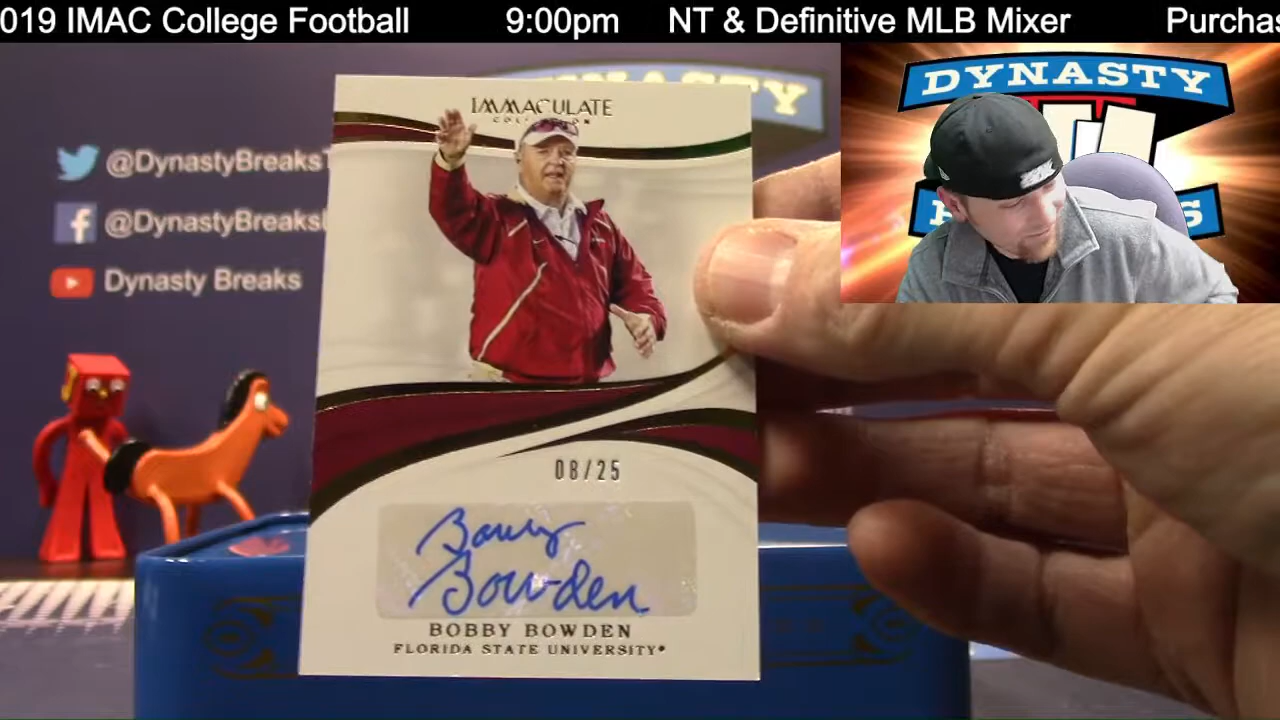 019 IMAC College Football 9:00pm NT & Definitive MLB Mixer Purchas
DYNASTY
@DynastyBreaks
@DynastyBreaks
Dynasty Breaks
IMMACULATE
COLLECTION
08/25
Bobby
Bowden
BOBBY BOWDEN
FLORIDA STATE UNIVERSITY